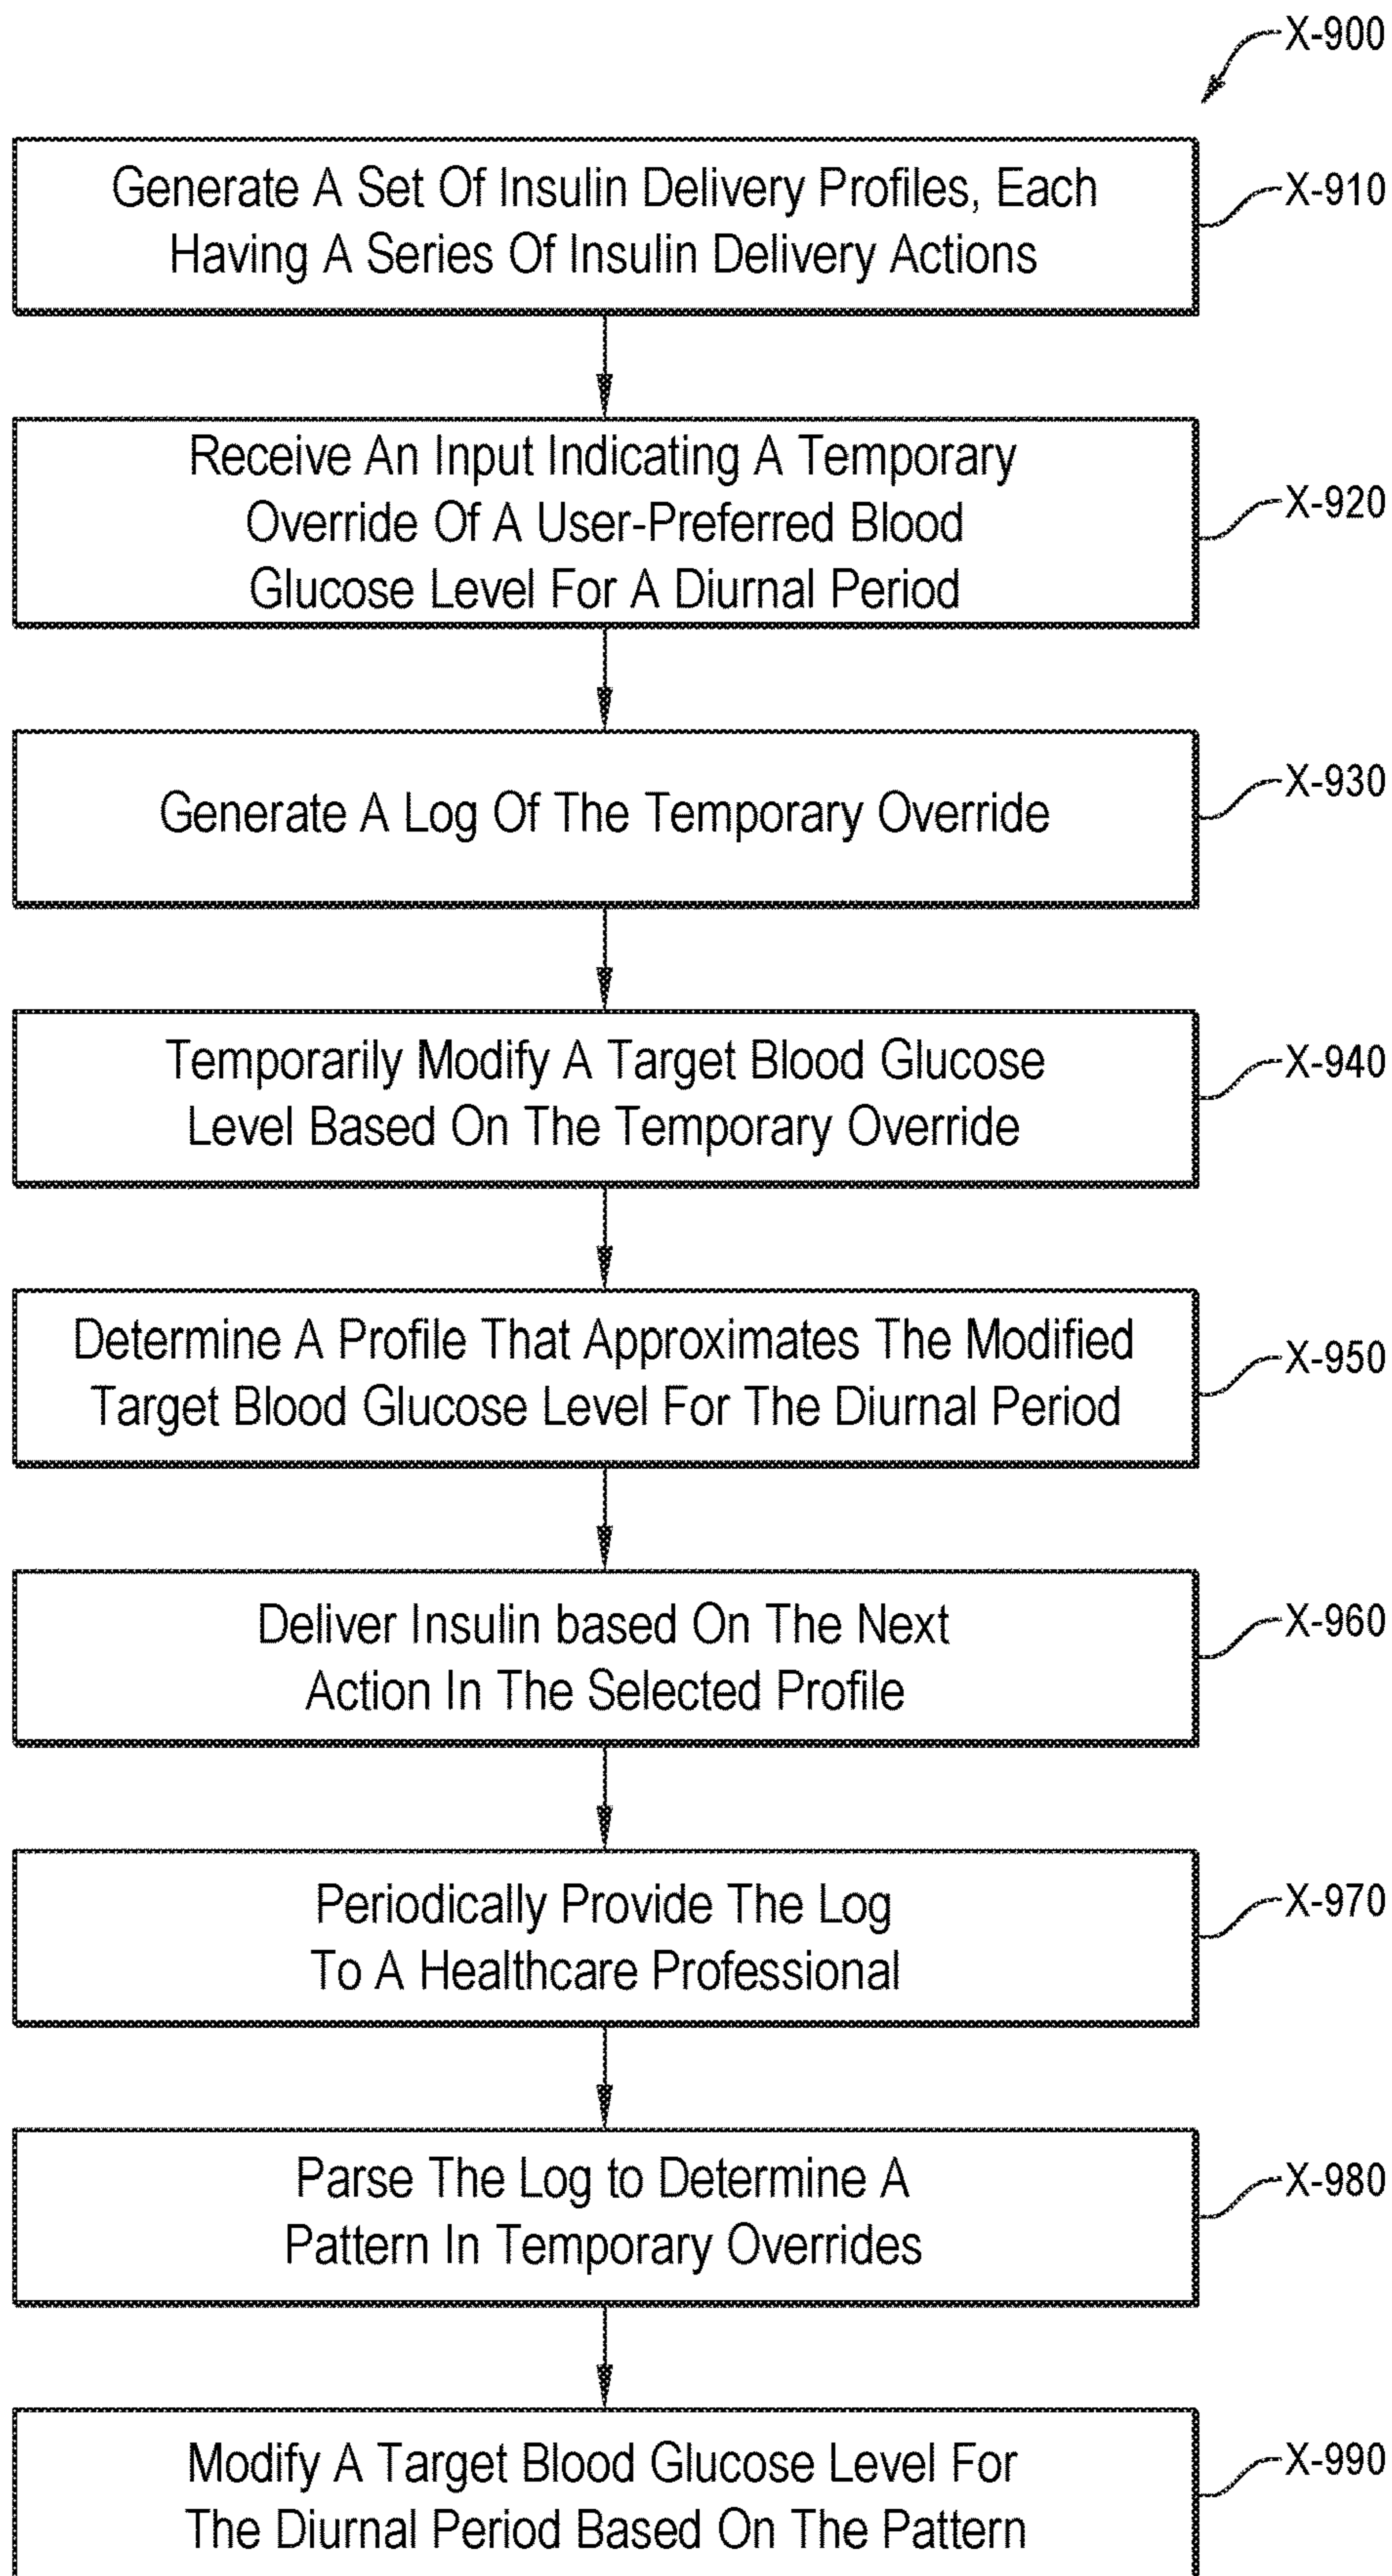 X-900
Generate A Set Of Insulin Delivery Profiles, Each
Having A Series Of Insulin Delivery Actions
X-910
Receive An Input Indicating A Temporary
Override Of A User-Preferred Blood
Glucose Level For A Diurnal Period
X-920
Generate A Log Of The Temporary Override
X-930
Temporarily Modify A Target Blood Glucose
Level Based On The Temporary Override
X-940
Determine A Profile That Approximates The Modified
Target Blood Glucose Level For The Diurnal Period
X-950
Deliver Insulin based On The Next
Action In The Selected Profile
X-960
Periodically Provide The Log
To A Healthcare Professional
X-970
Parse The Log to Determine A
Pattern In Temporary Overrides
X-980
Modify A Target Blood Glucose Level For
The Diurnal Period Based On The Pattern
X-990